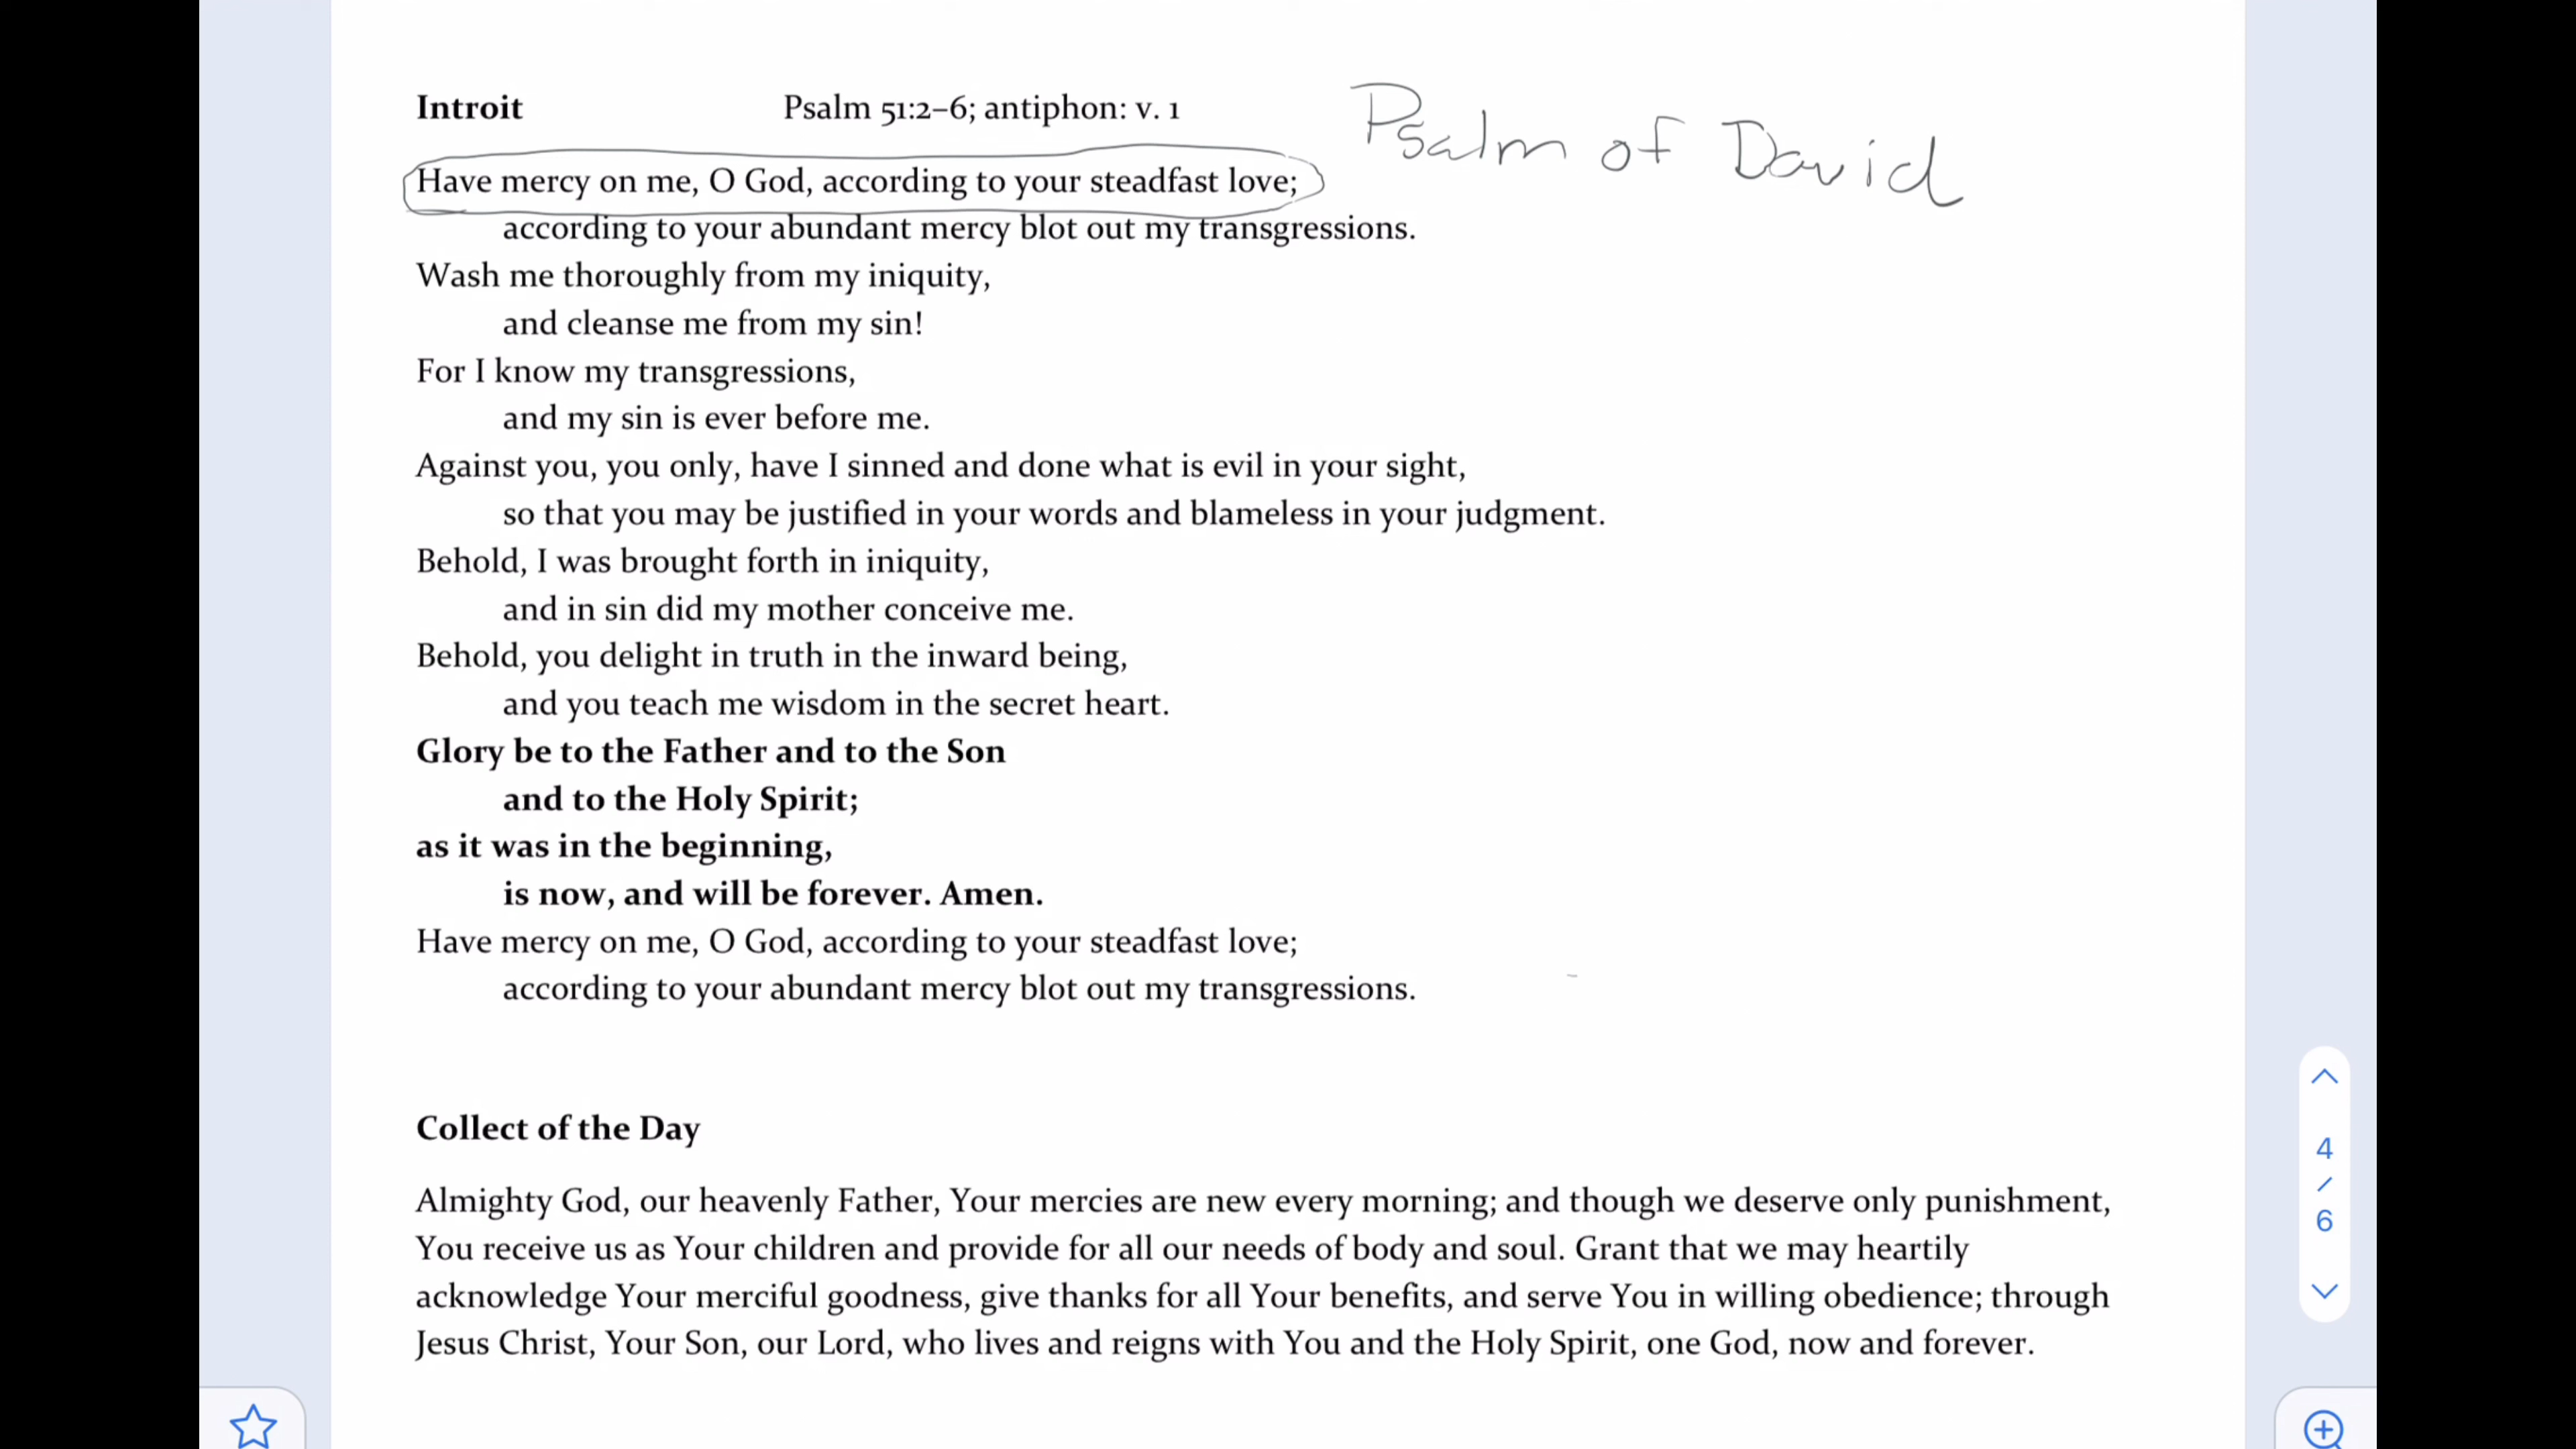 Introit Psalm 51:2–6; antiphon: v. 1
Psalm of David
Have mercy on me, O God, according to your steadfast love;
according to your abundant mercy blot out my transgressions.
Wash me thoroughly from my iniquity,
and cleanse me from my sin!
For I know my transgressions,
and my sin is ever before me.
Against you, you only, have I sinned and done what is evil in your sight,
so that you may be justified in your words and blameless in your judgment.
Behold, I was brought forth in iniquity,
and in sin did my mother conceive me.
Behold, you delight in truth in the inward being,
and you teach me wisdom in the secret heart.
Glory be to the Father and to the Son
and to the Holy Spirit;
as it was in the beginning,
is now, and will be forever. Amen.
Have mercy on me, O God, according to your steadfast love;
according to your abundant mercy blot out my transgressions.
Collect of the Day
Almighty God, our heavenly Father, Your mercies are new every morning; and though we deserve only punishment,
You receive us as Your children and provide for all our needs of body and soul. Grant that we may heartily
acknowledge Your merciful goodness, give thanks for all Your benefits, and serve You in willing obedience; through
Jesus Christ, Your Son, our Lord, who lives and reigns with You and the Holy Spirit, one God, now and forever.
4
/
6